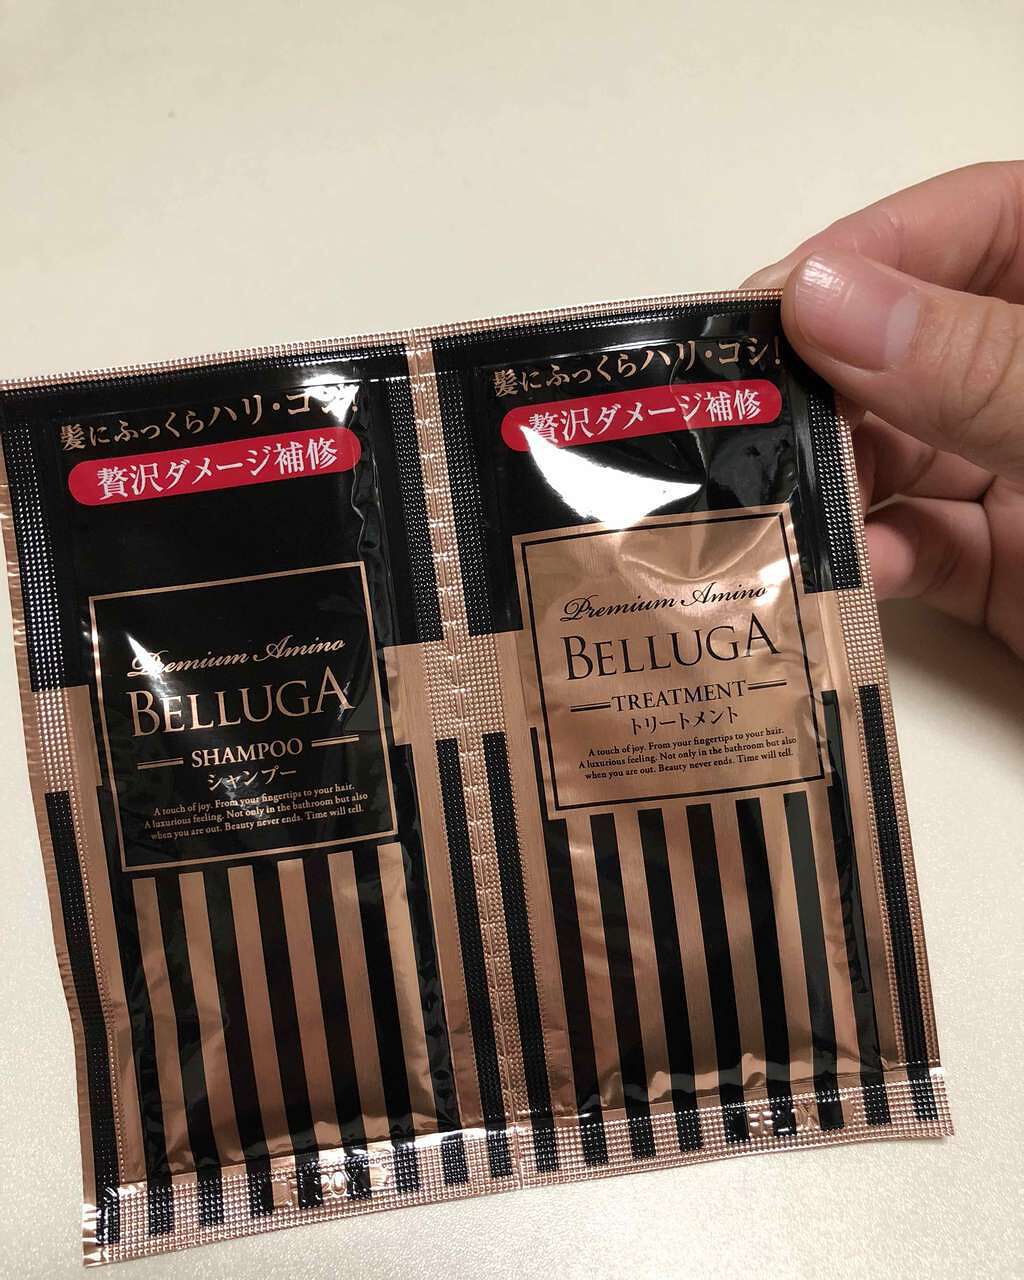 髪にふっくらハリ・コシ!
贅沢ダメージ補修
Premium Amino
BELLUGA
SHAMPOO
シャンプー
A touch of joy. From your fingertips to your hair.
A luxurious feeling. Not only in the bathroom but also
when you are out. Beauty never ends. Time will tell.
髪にふっくらハリ・コシ!
贅沢ダメージ補修
Premium Amino
BELLUGA
TREATMENT
トリートメント
A touch of joy. From your fingertips to your hair.
A luxurious feeling. Not only in the bathroom but also
when you are out. Beauty never ends. Time will tell.